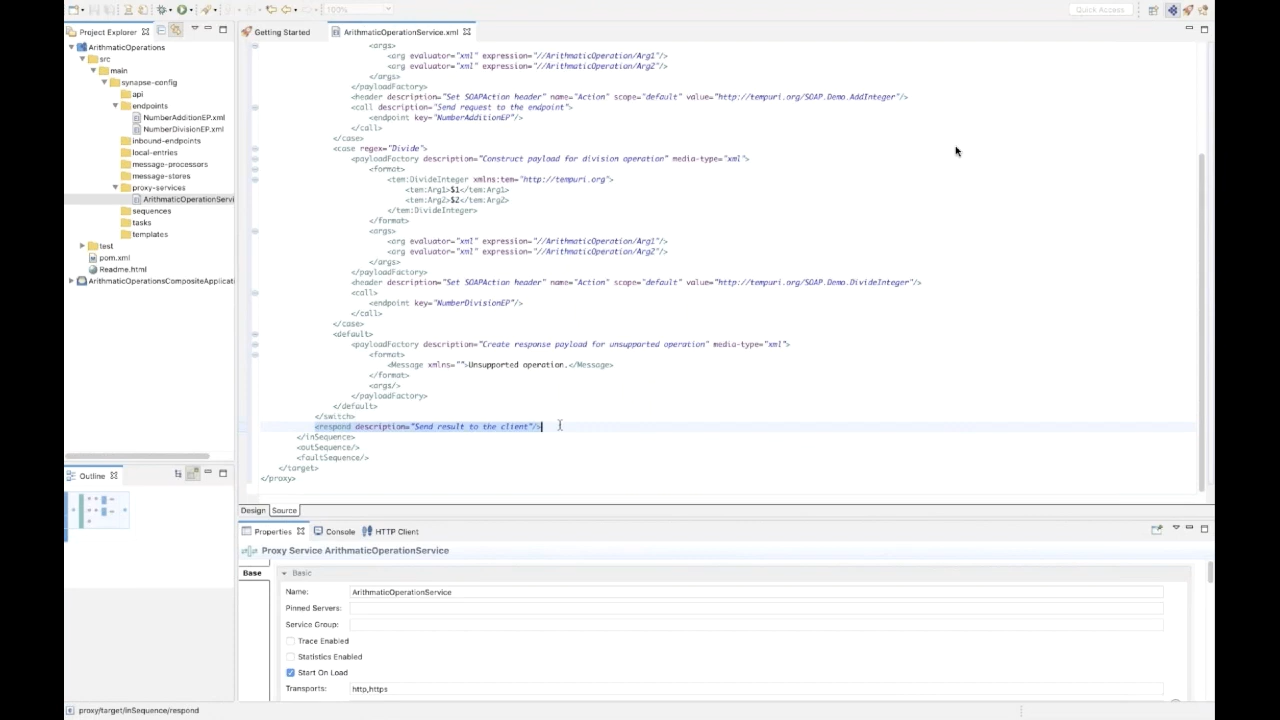 100%
Quick Access
Project Explorer
ArithmaticOperations
src
main
synapse-config
api
endpoints
NumberAdditionEP.xml
NumberDivisionEP.xml
inbound-endpoints
local-entries
message-processors
message-stores
proxy-services
ArithmaticOperationServi
sequences
tasks
templates
test
pom.xml
Readme.html
ArithmaticOperationsCompositeApplicati
Outline
Getting Started
ArithmaticOperationService.xml
<args>
<arg evaluator="xml" expression="//ArithmaticOperation/Arg1"/>
<arg evaluator="xml" expression="//ArithmaticOperation/Arg2"/>
</args>
</payloadFactory>
<header description="Set SOAPAction header" name="Action" scope="default" value="http://tempuri.org/SOAP.Demo.AddInteger"/>
<call description="Send request to the endpoint">
<endpoint key="NumberAdditionEP"/>
</call>
</case>
<case regex="Divide">
<payloadFactory description="Construct payload for division operation" media-type="xml">
<format>
<tem:DivideInteger xmlns:tem="http://tempuri.org">
<tem:Arg1>$1</tem:Arg1>
<tem:Arg2>$2</tem:Arg2>
</tem:DivideInteger>
</format>
<args>
<arg evaluator="xml" expression="//ArithmaticOperation/Arg1"/>
<arg evaluator="xml" expression="//ArithmaticOperation/Arg2"/>
</args>
</payloadFactory>
<header description="Set SOAPAction header" name="Action" scope="default" value="http://tempuri.org/SOAP.Demo.DivideInteger"/>
<call>
<endpoint key="NumberDivisionEP"/>
</call>
</case>
<default>
<payloadFactory description="Create response payload for unsupported operation" media-type="xml">
<format>
<Message xmlns="">Unsupported operation.</Message>
</format>
<args/>
</payloadFactory>
</default>
</switch>
<respond description="Send result to the client"/>
</inSequence>
<outSequence/>
<faultSequence/>
</target>
</proxy>
Design Source
Properties Console HTTP Client
Proxy Service ArithmaticOperationService
Base
Basic
Name: ArithmaticOperationService
Pinned Servers:
Service Group:
Trace Enabled
Statistics Enabled
Start On Load
Transports: http,https
proxy/target/inSequence/respond